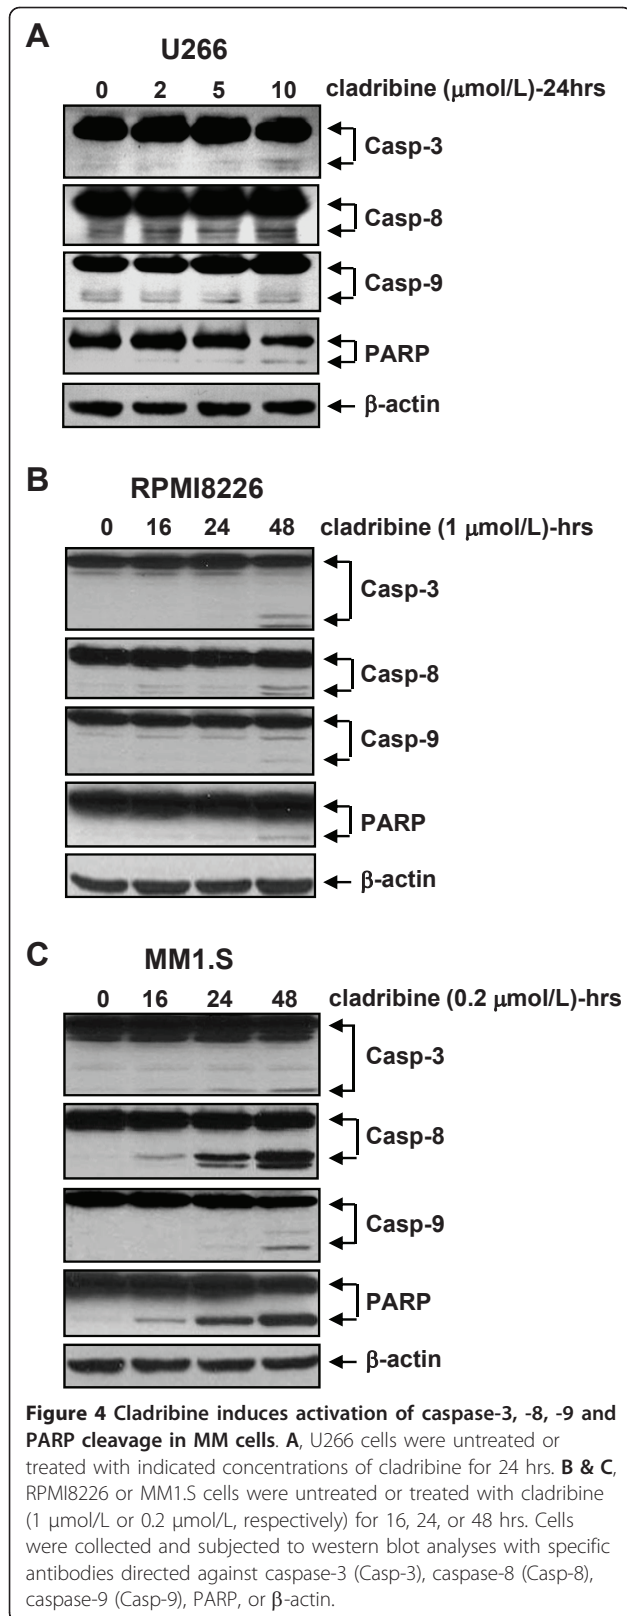 A
U266
0 2 5 10 cladribine (μmol/L)-24hrs
Casp-3
Casp-8
Casp-9
PARP
β-actin
B
RPMI8226
0 16 24 48 cladribine (1 μmol/L)-hrs
Casp-3
Casp-8
Casp-9
PARP
β-actin
C
MM1.S
0 16 24 48 cladribine (0.2 μmol/L)-hrs
Casp-3
Casp-8
Casp-9
PARP
β-actin
Figure 4 Cladribine induces activation of caspase-3, -8, -9 and
PARP cleavage in MM cells. A, U266 cells were untreated or
treated with indicated concentrations of cladribine for 24 hrs. B & C,
RPMI8226 or MM1.S cells were untreated or treated with cladribine
(1 μmol/L or 0.2 μmol/L, respectively) for 16, 24, or 48 hrs. Cells
were collected and subjected to western blot analyses with specific
antibodies directed against caspase-3 (Casp-3), caspase-8 (Casp-8),
caspase-9 (Casp-9), PARP, or β-actin.